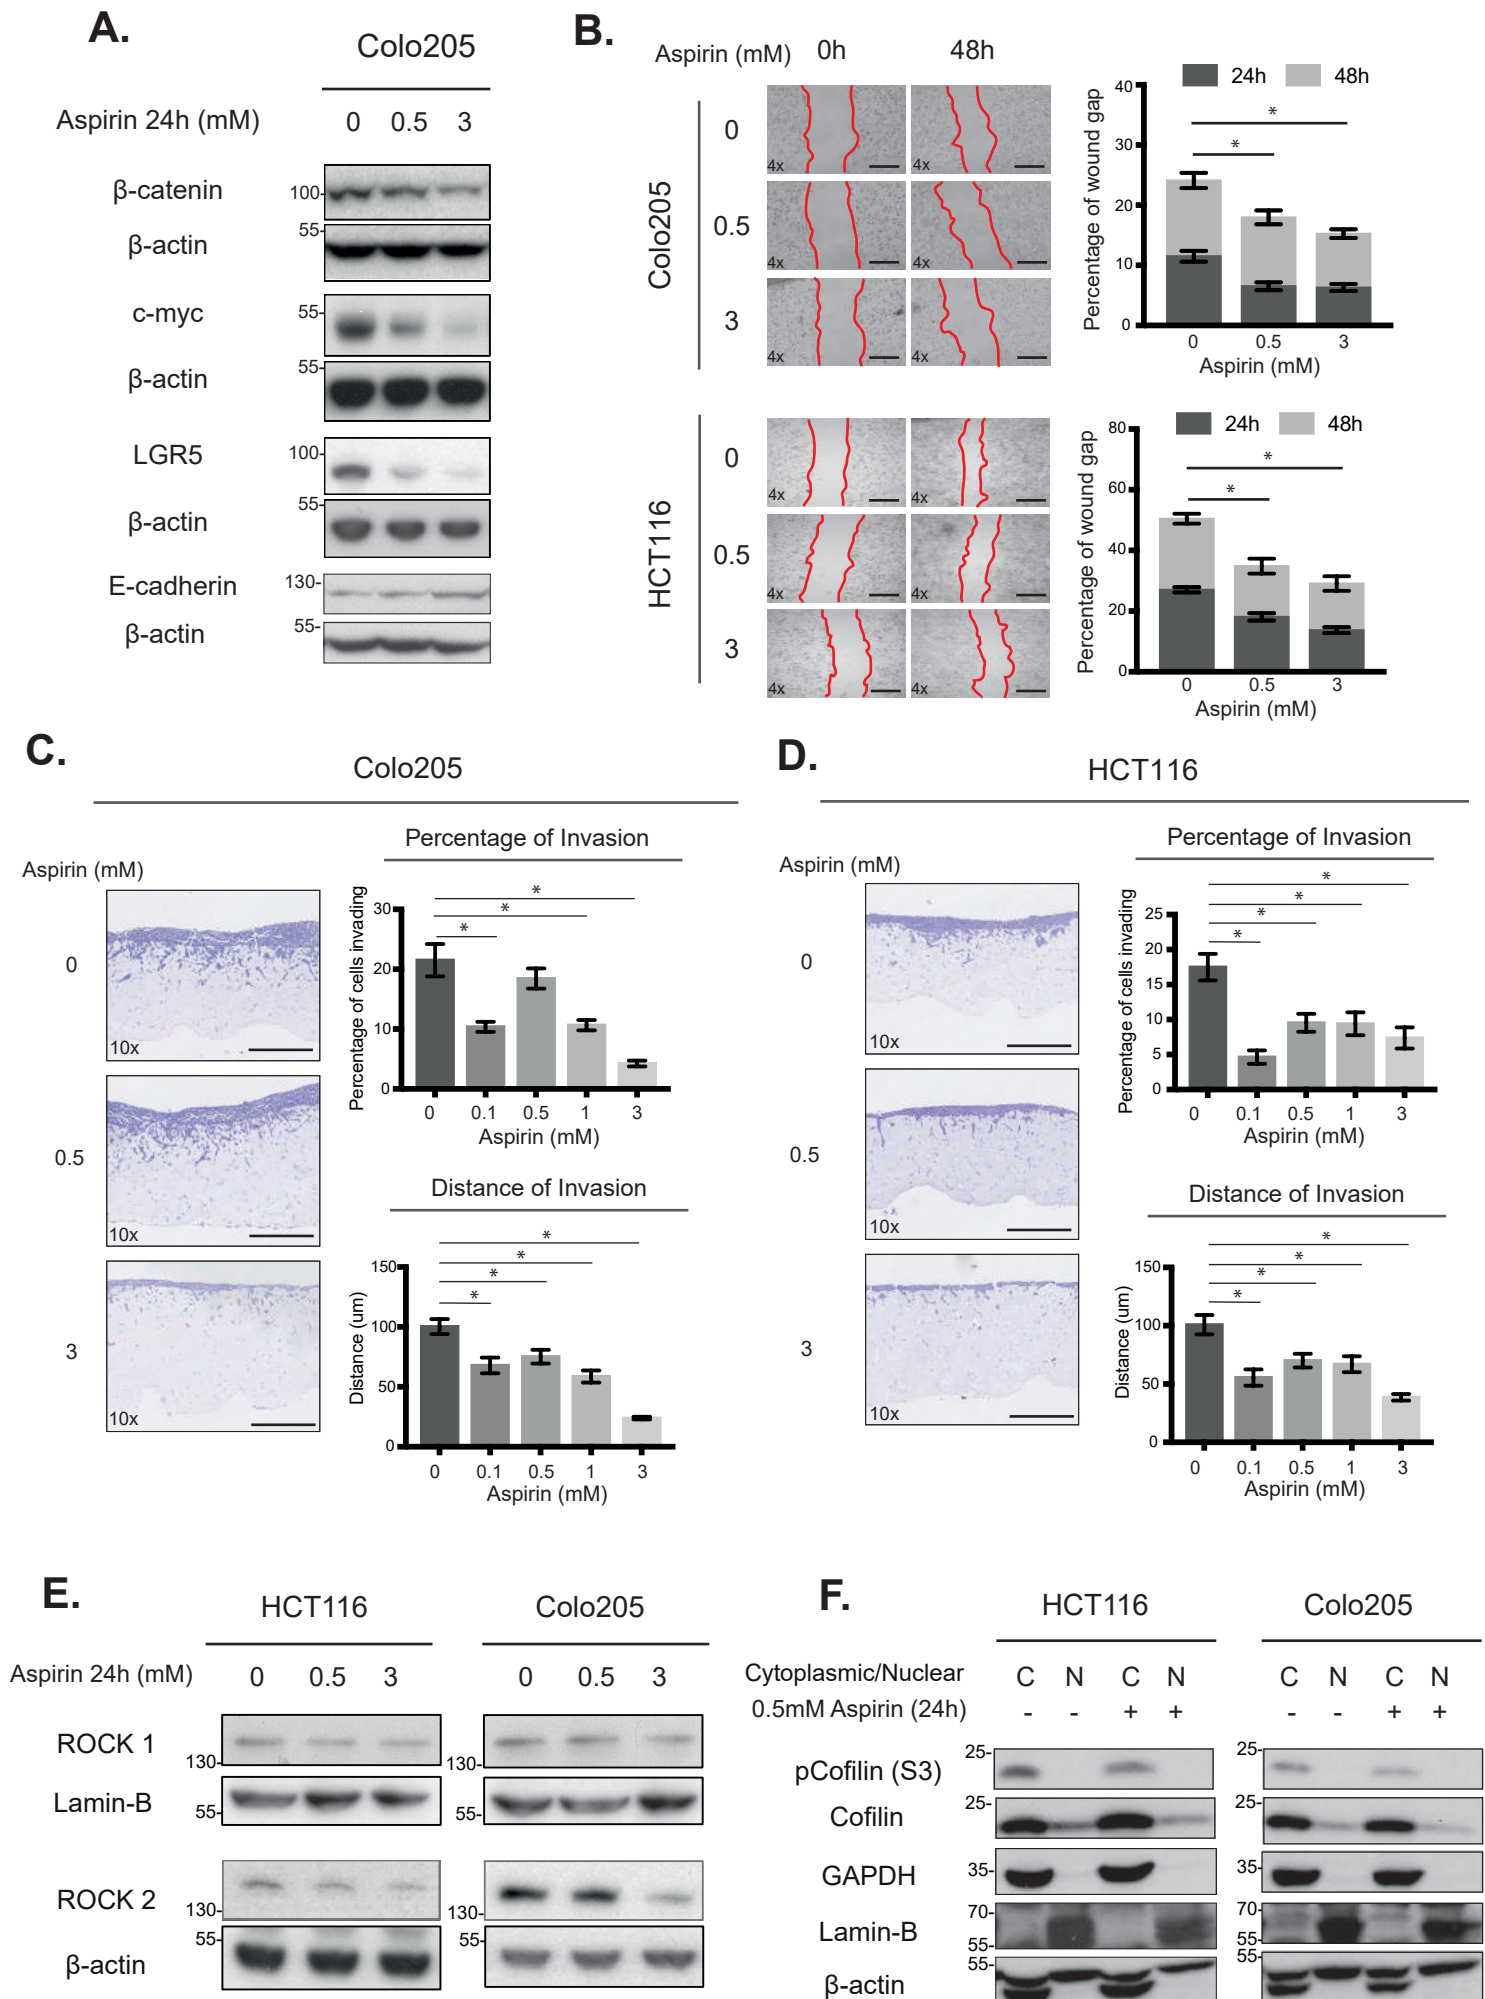 A.
Colo205
Aspirin 24h (mM) 0 0.5 3
β-catenin 100-
β-actin 55-
c-myc 55-
β-actin 55-
LGR5 100-
β-actin 55-
E-cadherin 130-
β-actin 55-
B.
Aspirin (mM) 0h 48h
Colo205
0 4x 4x
0.5 4x 4x
3 4x 4x
24h 48h
Percentage of wound gap
40
30
20
10
0
* *
0 0.5 3
Aspirin (mM)
HCT116
0 4x 4x
0.5 4x 4x
3 4x 4x
24h 48h
Percentage of wound gap
80
60
40
20
0
* *
0 0.5 3
Aspirin (mM)
C.
Colo205
Aspirin (mM)
0 10x
0.5 10x
3 10x
Percentage of Invasion
Percentage of cells invading
30
20
10
0
* * *
0 0.1 0.5 1 3
Aspirin (mM)
Distance of Invasion
Distance (um)
150
100
50
0
* * * *
0 0.1 0.5 1 3
Aspirin (mM)
D.
HCT116
Aspirin (mM)
0 10x
0.5 10x
3 10x
Percentage of Invasion
Percentage of cells invading
25
20
15
10
5
0
* * * *
0 0.1 0.5 1 3
Aspirin (mM)
Distance of Invasion
Distance (um)
150
100
50
0
* * * *
0 0.1 0.5 1 3
Aspirin (mM)
E.
HCT116 Colo205
Aspirin 24h (mM) 0 0.5 3 0 0.5 3
ROCK 1 130- 130-
Lamin-B 55- 55-
ROCK 2 130- 130-
β-actin 55- 55-
F.
HCT116 Colo205
Cytoplasmic/Nuclear C N C N C N C N
0.5mM Aspirin (24h) - - + + - - + +
pCofilin (S3) 25- 25-
Cofilin 25- 25-
GAPDH 35- 35-
Lamin-B 70- 55- 70- 55-
β-actin 55- 55-